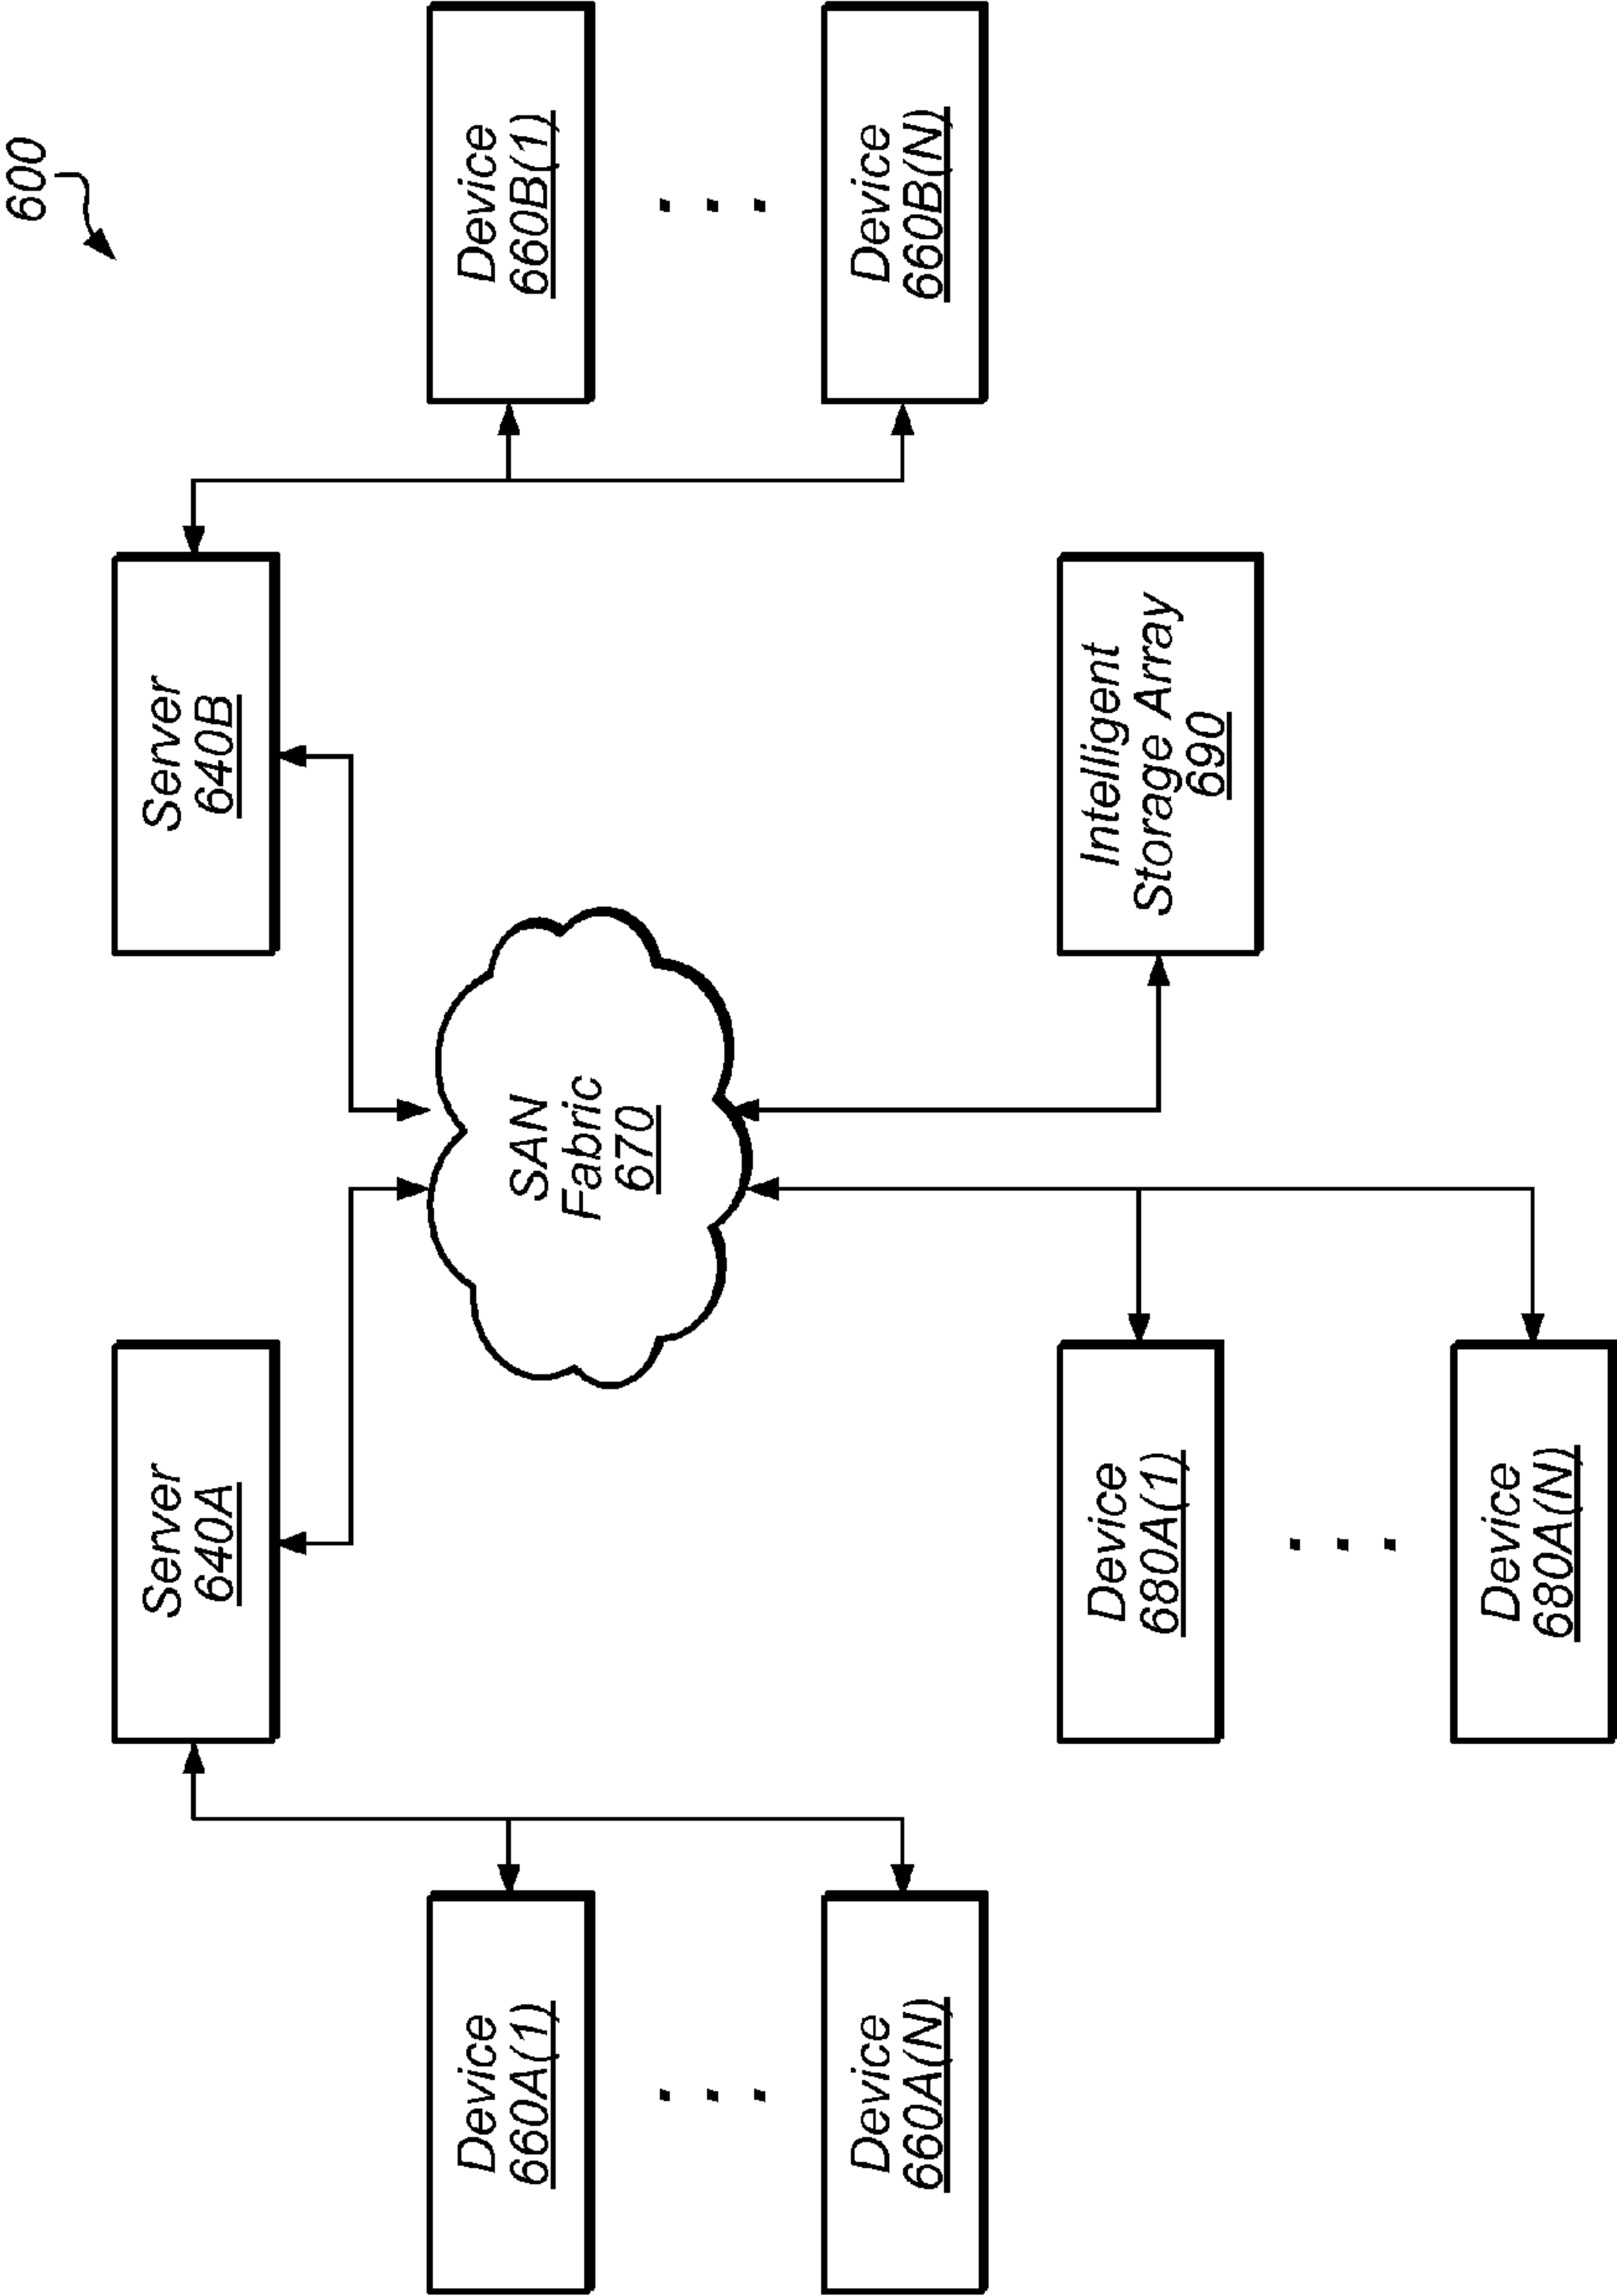 600
Server
640A
Server
640B
Device
660A(1)
SAN
Fabric
670
Device
660B(1)
Device
660A(N)
Device
660B(N)
Device
680A(1)
Intelligent
Storage Array
690
Device
680A(N)